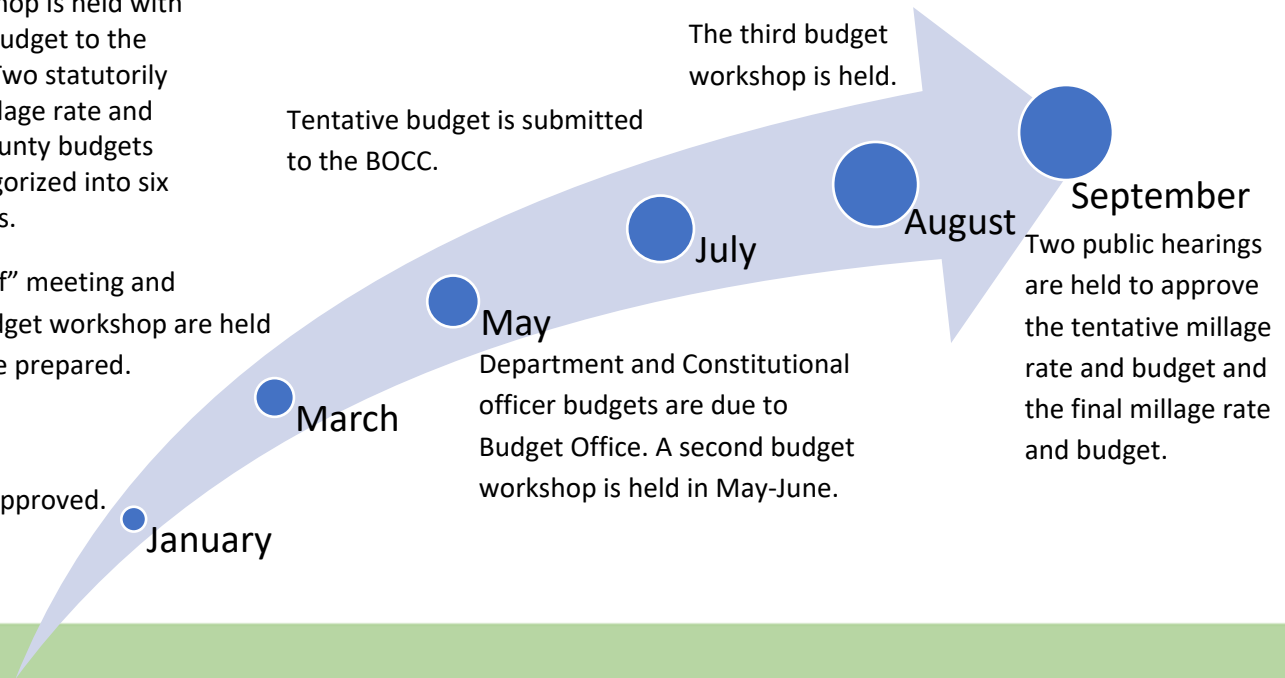 hop is held with
udget to the
Two statutorily
lage rate and
unty budgets
gorized into six
s.
f” meeting and
dget workshop are held
e prepared.
pproved.
January
March
May
Department and Constitutional
officer budgets are due to
Budget Office. A second budget
workshop is held in May-June.
Tentative budget is submitted
to the BOCC.
July
The third budget
workshop is held.
August
September
Two public hearings
are held to approve
the tentative millage
rate and budget and
the final millage rate
and budget.